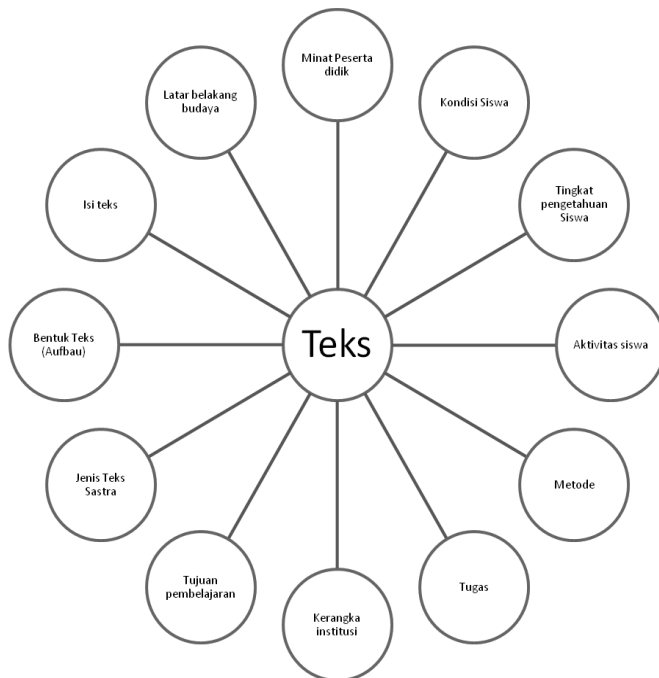 Minat Peserta
didik
Kondisi Siswa
Tingkat
pengetahuan
Siswa
Aktivitas siswa
Metode
Tugas
Kerangka
institusi
Tujuan
pembelajaran
Jenis Teks
Sastra
Bentuk Teks
(Aufbau)
Isi teks
Latar belakang
budaya
Teks